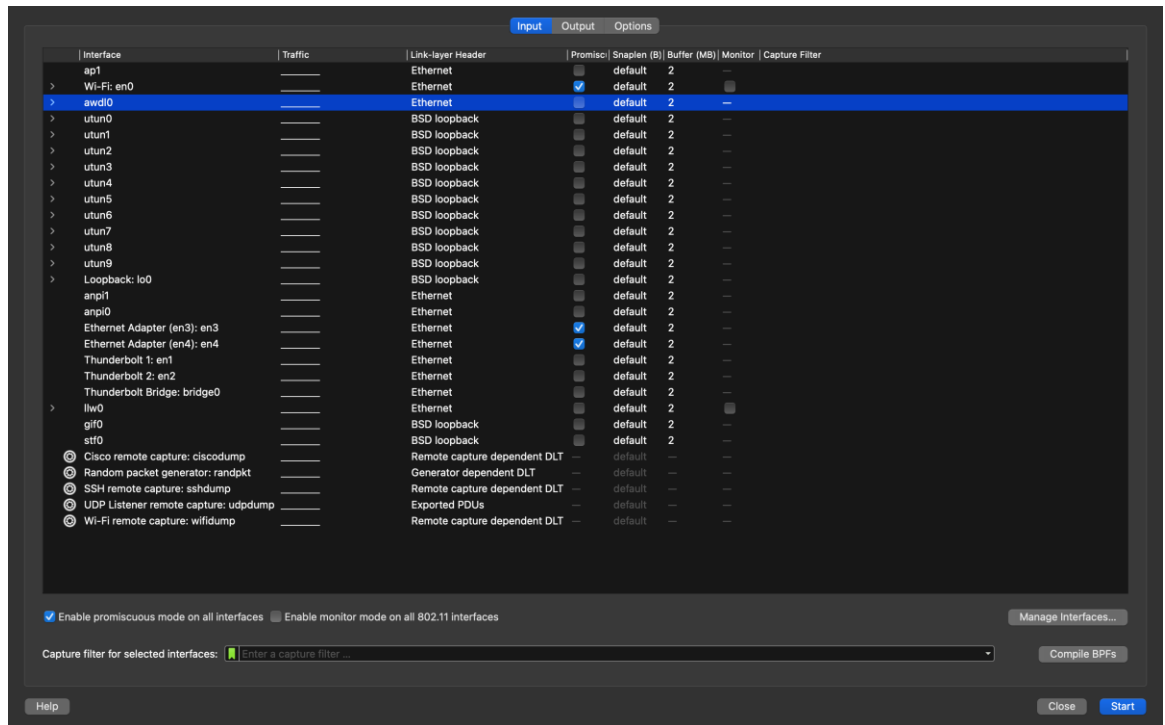 Input Output Options
Interface Traffic Link-layer Header Promisc Snaplen (B) Buffer (MB) Monitor Capture Filter
ap1 Ethernet default 2 —
Wi-Fi: en0 Ethernet default 2
awdl0 Ethernet default 2 —
utun0 BSD loopback default 2 —
utun1 BSD loopback default 2 —
utun2 BSD loopback default 2 —
utun3 BSD loopback default 2 —
utun4 BSD loopback default 2 —
utun5 BSD loopback default 2 —
utun6 BSD loopback default 2 —
utun7 BSD loopback default 2 —
utun8 BSD loopback default 2 —
utun9 BSD loopback default 2 —
Loopback: lo0 BSD loopback default 2 —
anpi1 Ethernet default 2 —
anpi0 Ethernet default 2 —
Ethernet Adapter (en3): en3 Ethernet default 2 —
Ethernet Adapter (en4): en4 Ethernet default 2 —
Thunderbolt 1: en1 Ethernet default 2 —
Thunderbolt 2: en2 Ethernet default 2 —
Thunderbolt Bridge: bridge0 Ethernet default 2 —
llw0 Ethernet default 2
gif0 BSD loopback default 2 —
stf0 BSD loopback default 2 —
Cisco remote capture: ciscodump Remote capture dependent DLT — default — —
Random packet generator: randpkt Generator dependent DLT — default — —
SSH remote capture: sshdump Remote capture dependent DLT — default — —
UDP Listener remote capture: udpdump Exported PDUs — default — —
Wi-Fi remote capture: wifidump Remote capture dependent DLT — default — —
Enable promiscuous mode on all interfaces Enable monitor mode on all 802.11 interfaces Manage Interfaces...
Capture filter for selected interfaces: Enter a capture filter ... Compile BPFs
Help Close Start